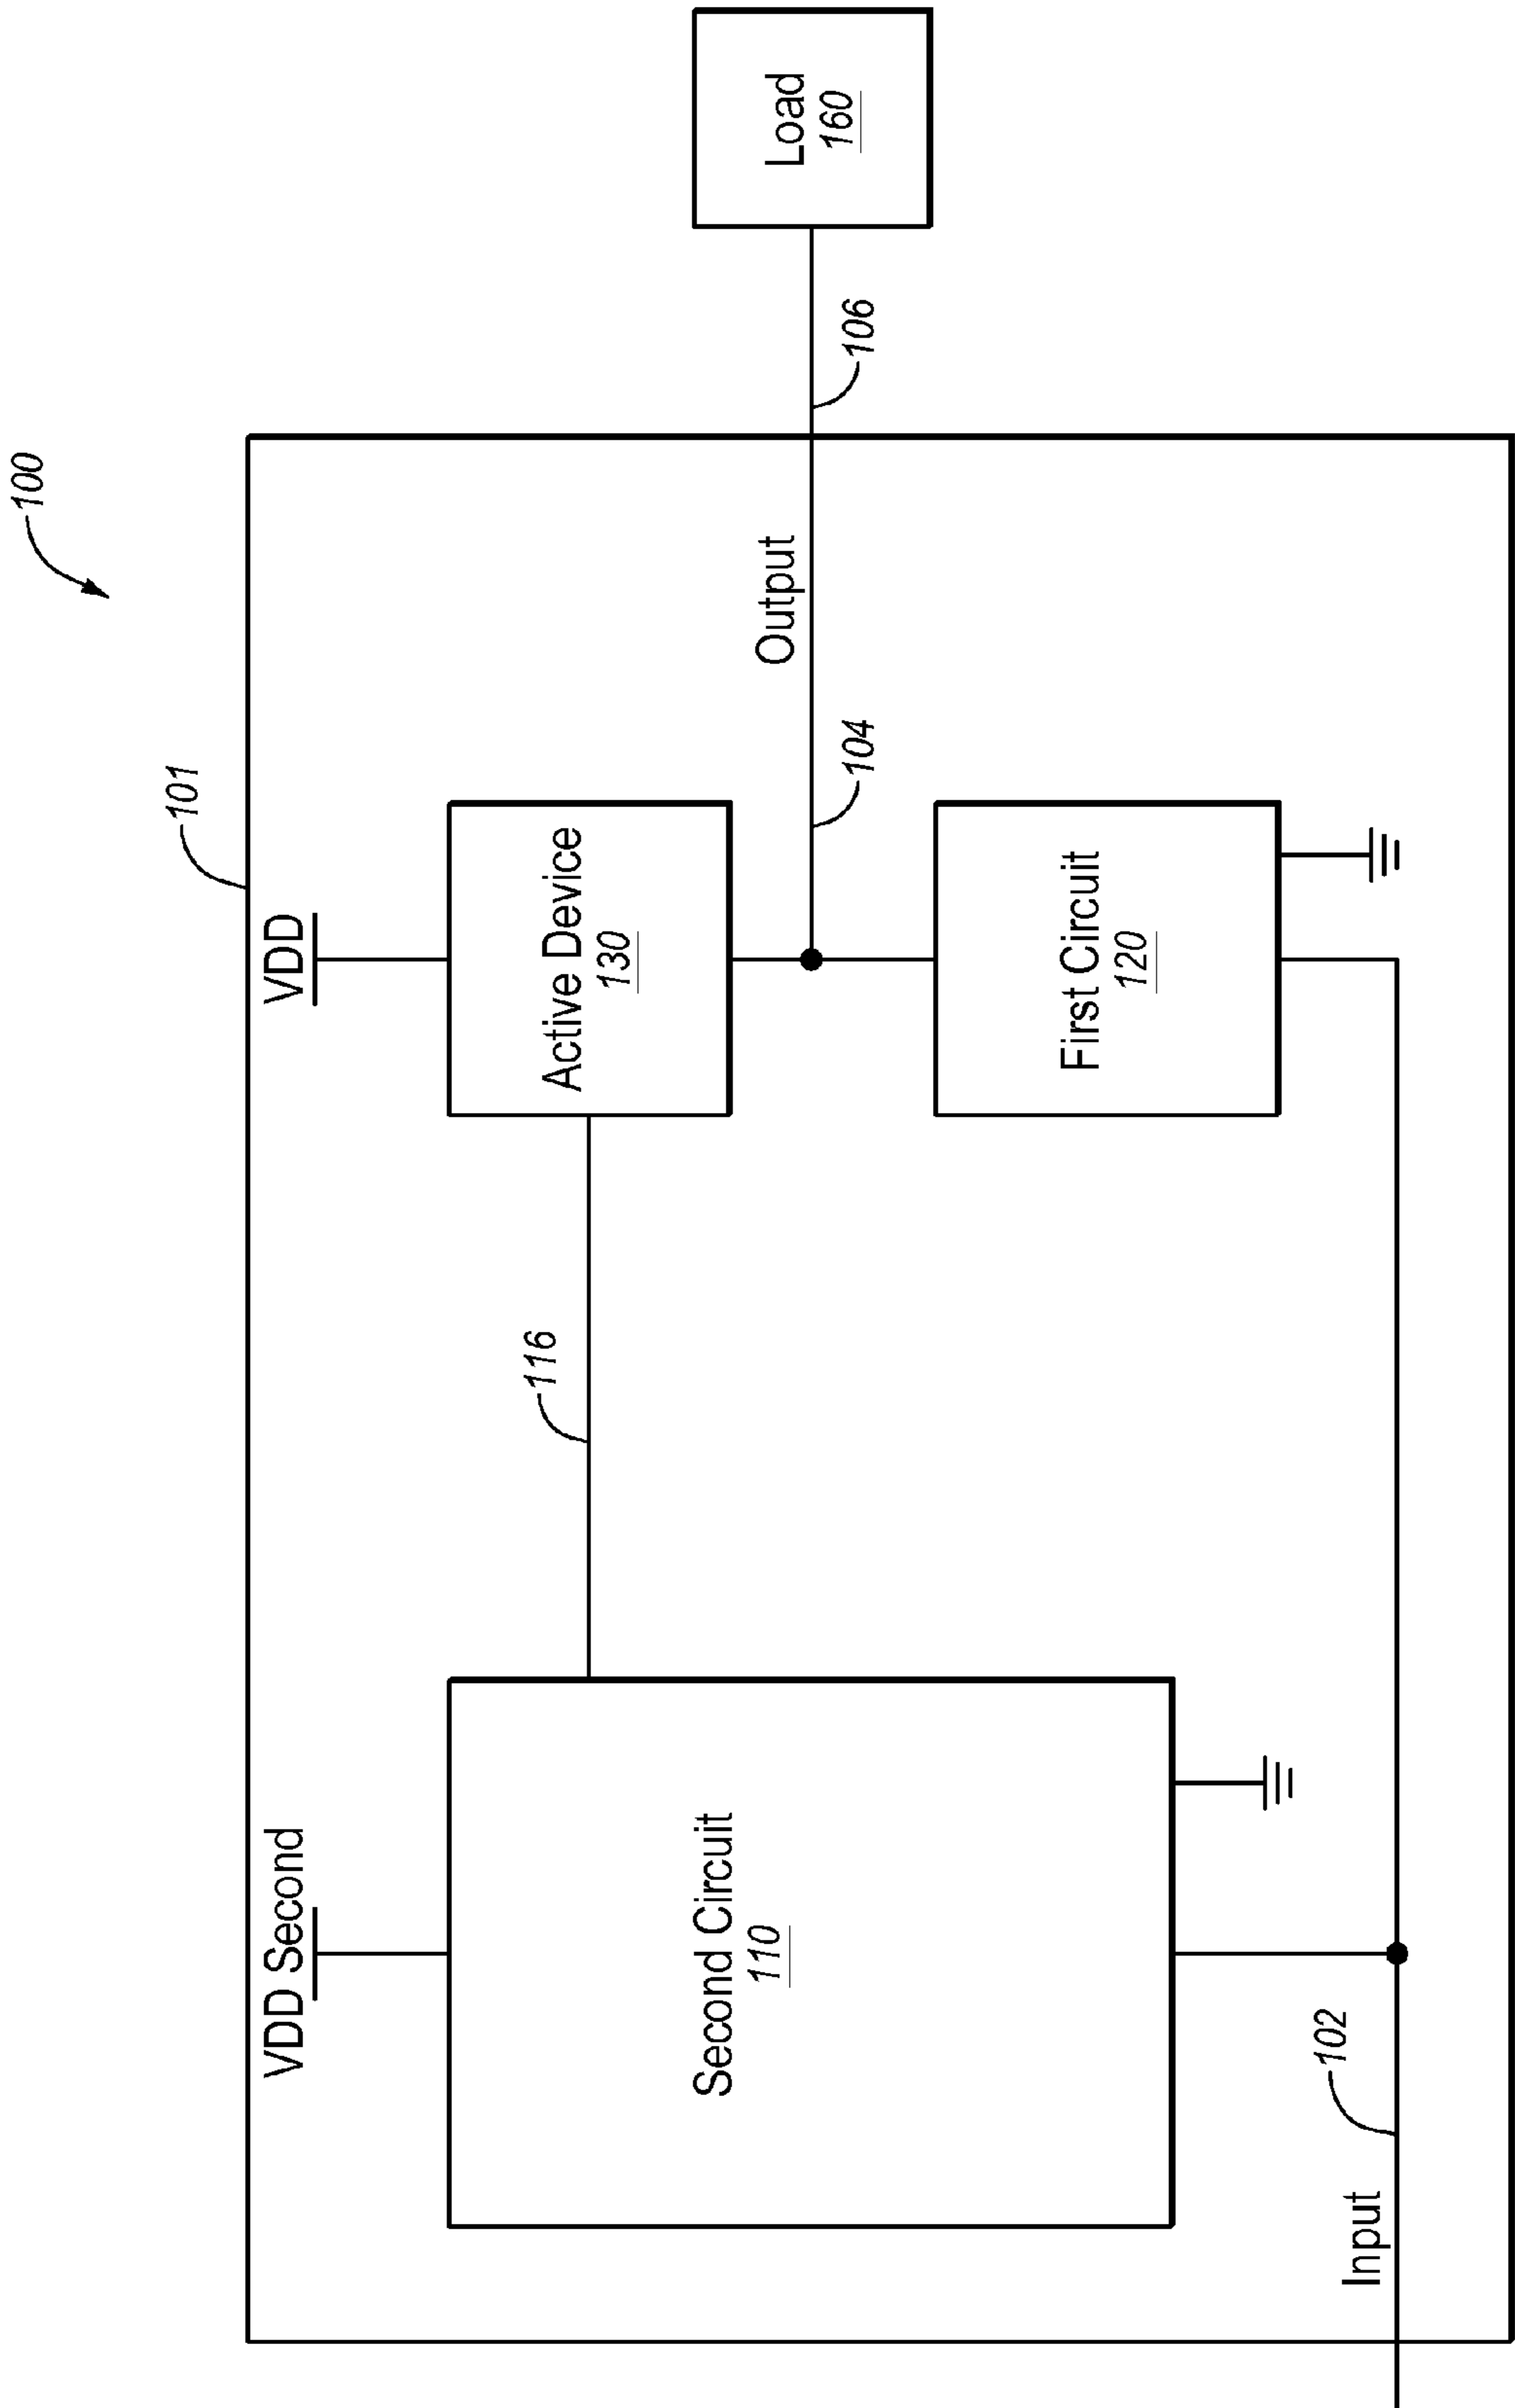 100
101
VDD Second
VDD
116
Active Device
130
Second Circuit
110
Output
104
106
Load
160
First Circuit
120
Input
102